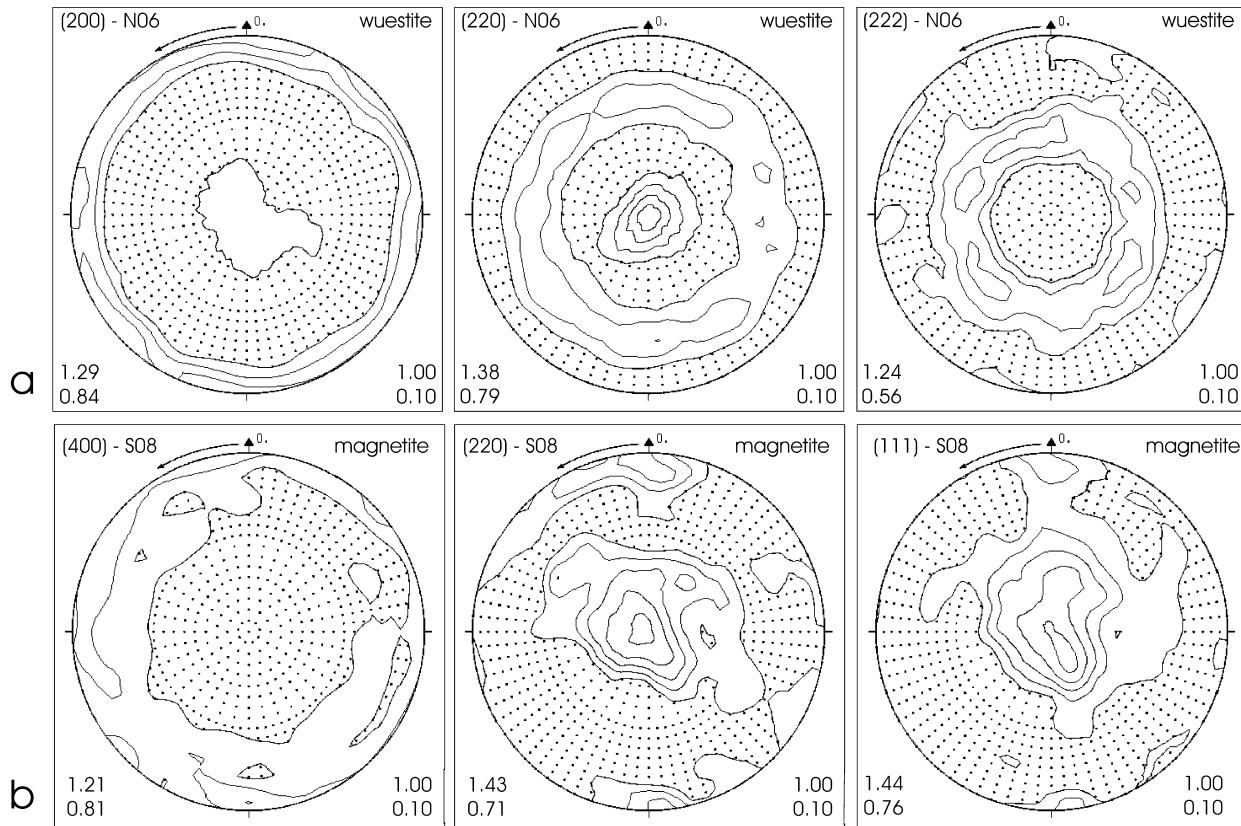 (200) - N06 0. wuestite
1.29 1.00
0.84 0.10
(220) - N06 0. wuestite
1.38 1.00
0.79 0.10
(222) - N06 0. wuestite
1.24 1.00
0.56 0.10
a
(400) - S08 0. magnetite
1.21 1.00
0.81 0.10
(220) - S08 0. magnetite
1.43 1.00
0.71 0.10
(111) - S08 0. magnetite
1.44 1.00
0.76 0.10
b